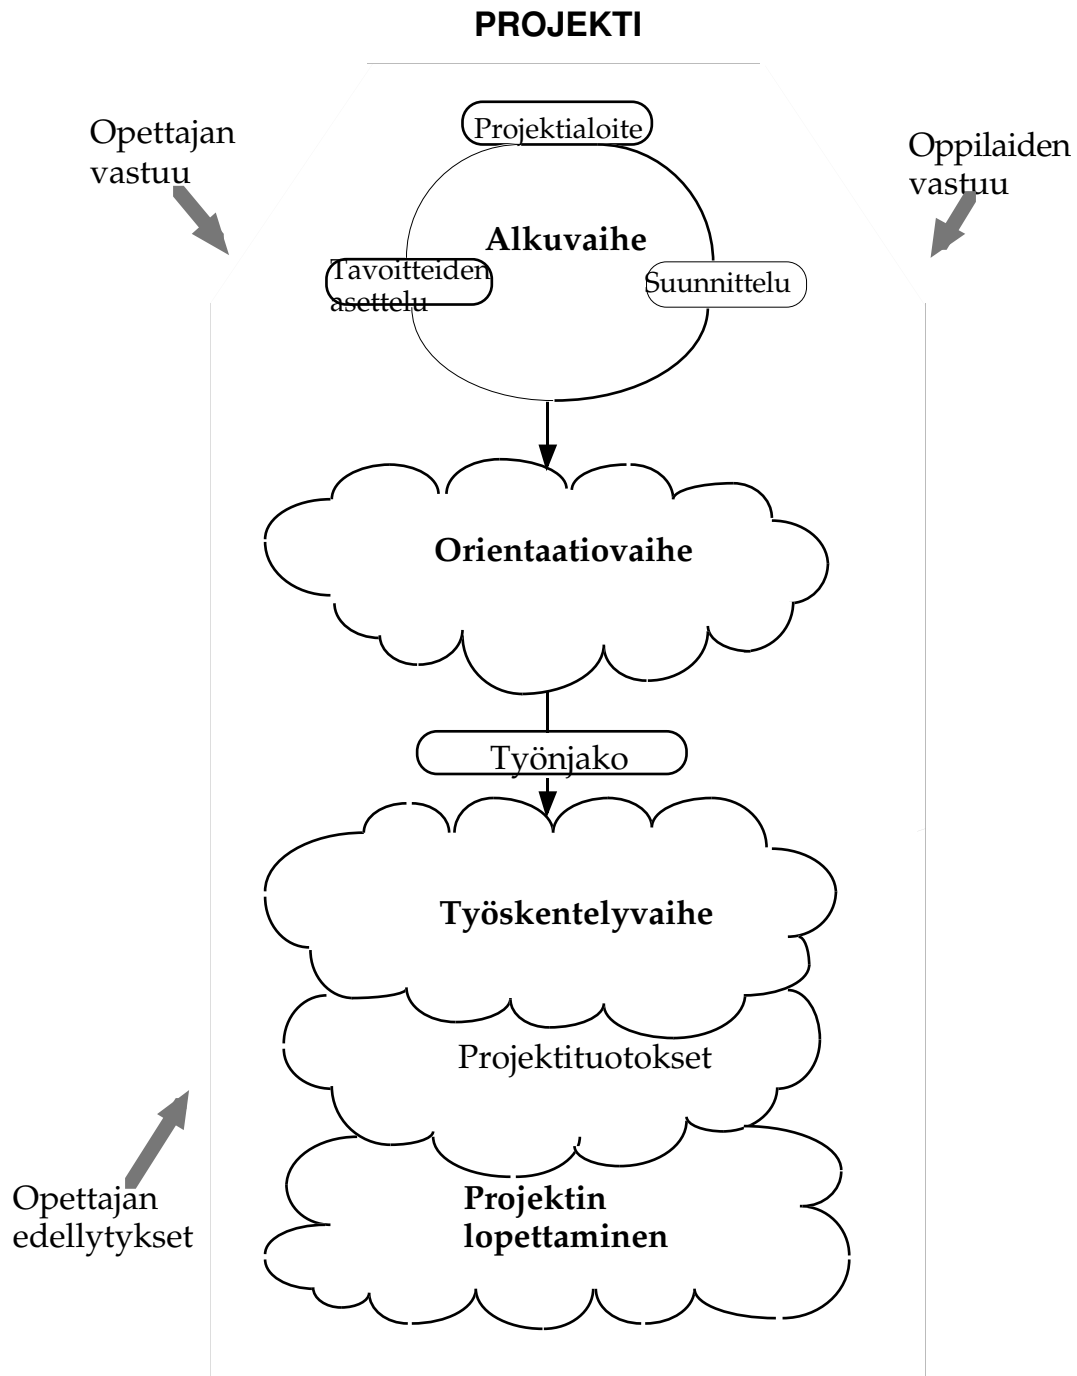 PROJEKTI
Projektialoite
Opettajan
vastuu
Oppilaiden
vastuu
Alkuvaihe
Tavoitteiden
asettelu
Suunnittelu
Orientaatiovaihe
Työnjako
Työskentelyvaihe
Projektituotokset
Opettajan
edellytykset
Projektin
lopettaminen